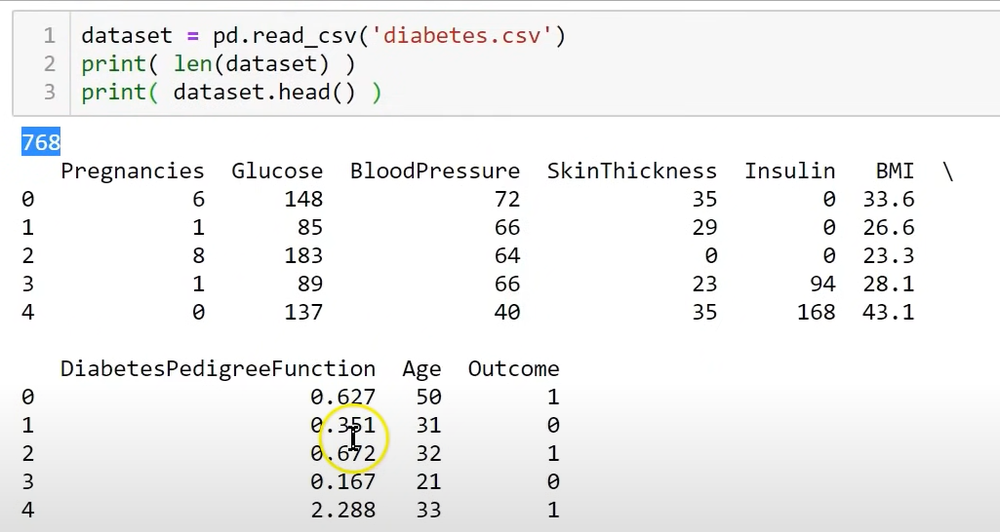 1 dataset = pd.read_csv('diabetes.csv')
2 print( len(dataset) )
3 print( dataset.head() )
768
Pregnancies Glucose BloodPressure SkinThickness Insulin BMI \
0 6 148 72 35 0 33.6
1 1 85 66 29 0 26.6
2 8 183 64 0 0 23.3
3 1 89 66 23 94 28.1
4 0 137 40 35 168 43.1
DiabetesPedigreeFunction Age Outcome
0 0.627 50 1
1 0.351 31 0
2 0.672 32 1
3 0.167 21 0
4 2.288 33 1